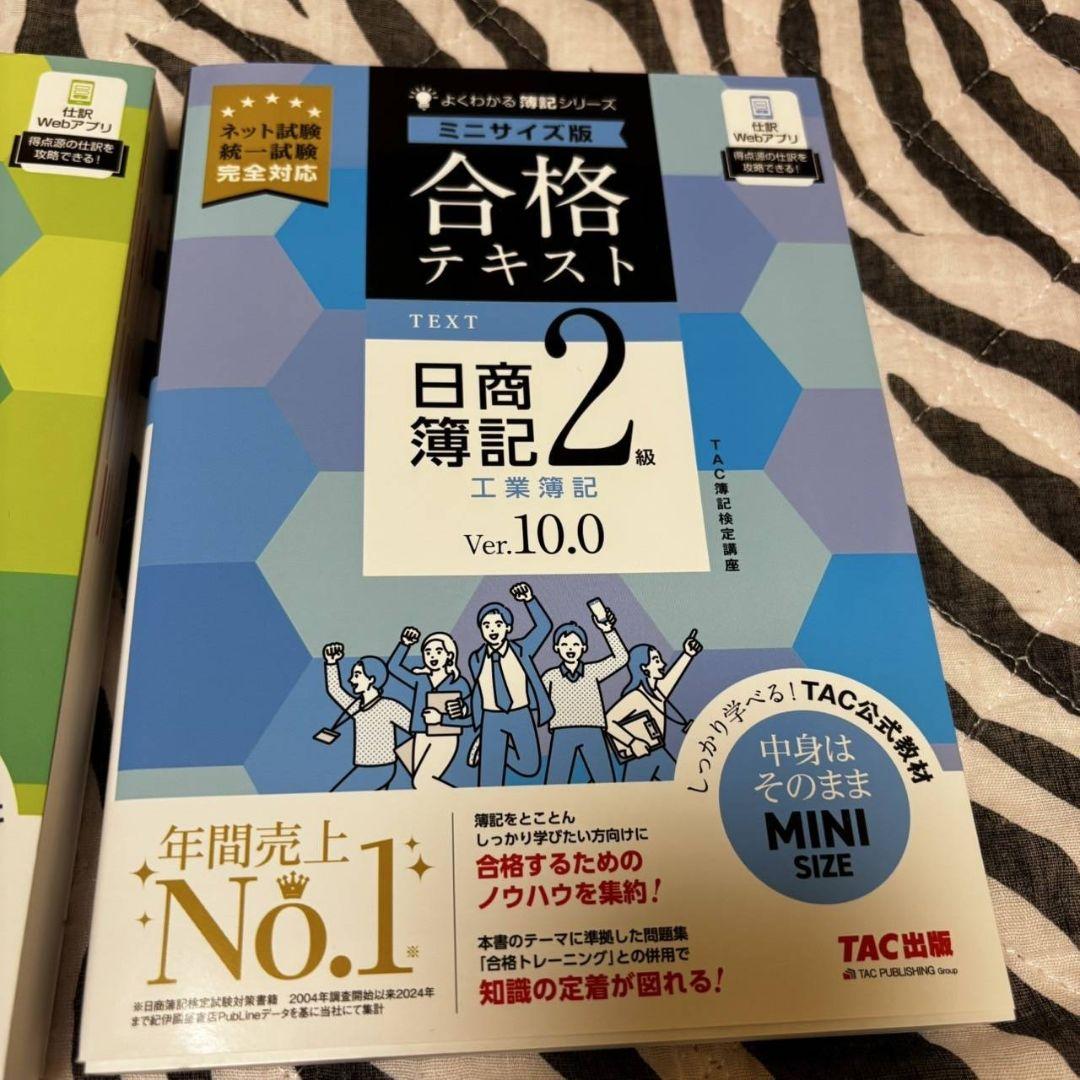 仕訳
Webアプリ
得点源の仕訳を
攻略できる！
ネット試験
統一試験
完全対応
よくわかる簿記シリーズ
ミニサイズ版
合格
テキスト
TEXT
日商
簿記2級
工業簿記
Ver.10.0
仕訳
Webアプリ
得点源の仕訳を
攻略できる！
TAC簿記検定講座
しっかり学べる！TAC公式教材
中身は
そのまま
MINI
SIZE
年間売上
No.1※
※日商簿記検定試験対策書籍 2004年調査開始以来2024年
まで紀伊國屋書店PubLineデータを基に当社にて集計
簿記をとことん
しっかり学びたい方向けに
合格するための
ノウハウを集約！
本書のテーマに準拠した問題集
「合格トレーニング」との併用で
知識の定着が図れる！
TAC出版
TAC PUBLISHING Group